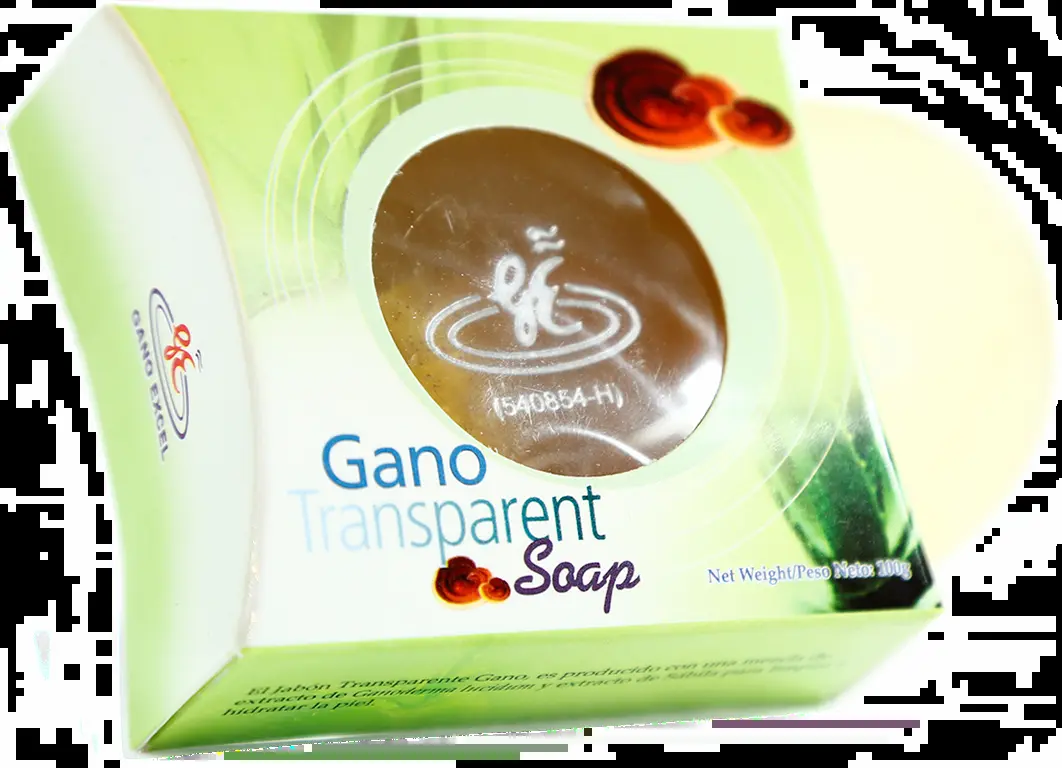 (540854-H)
GANO EXCEL
Gano
Transparent
Soap
Net Weight/Peso Neto: 100g
El Jabón Transparente Gano, es producido con una mezcla de
extracto de Ganoderma lucidum y extracto de Sábila para limpiar e
hidratar la piel.